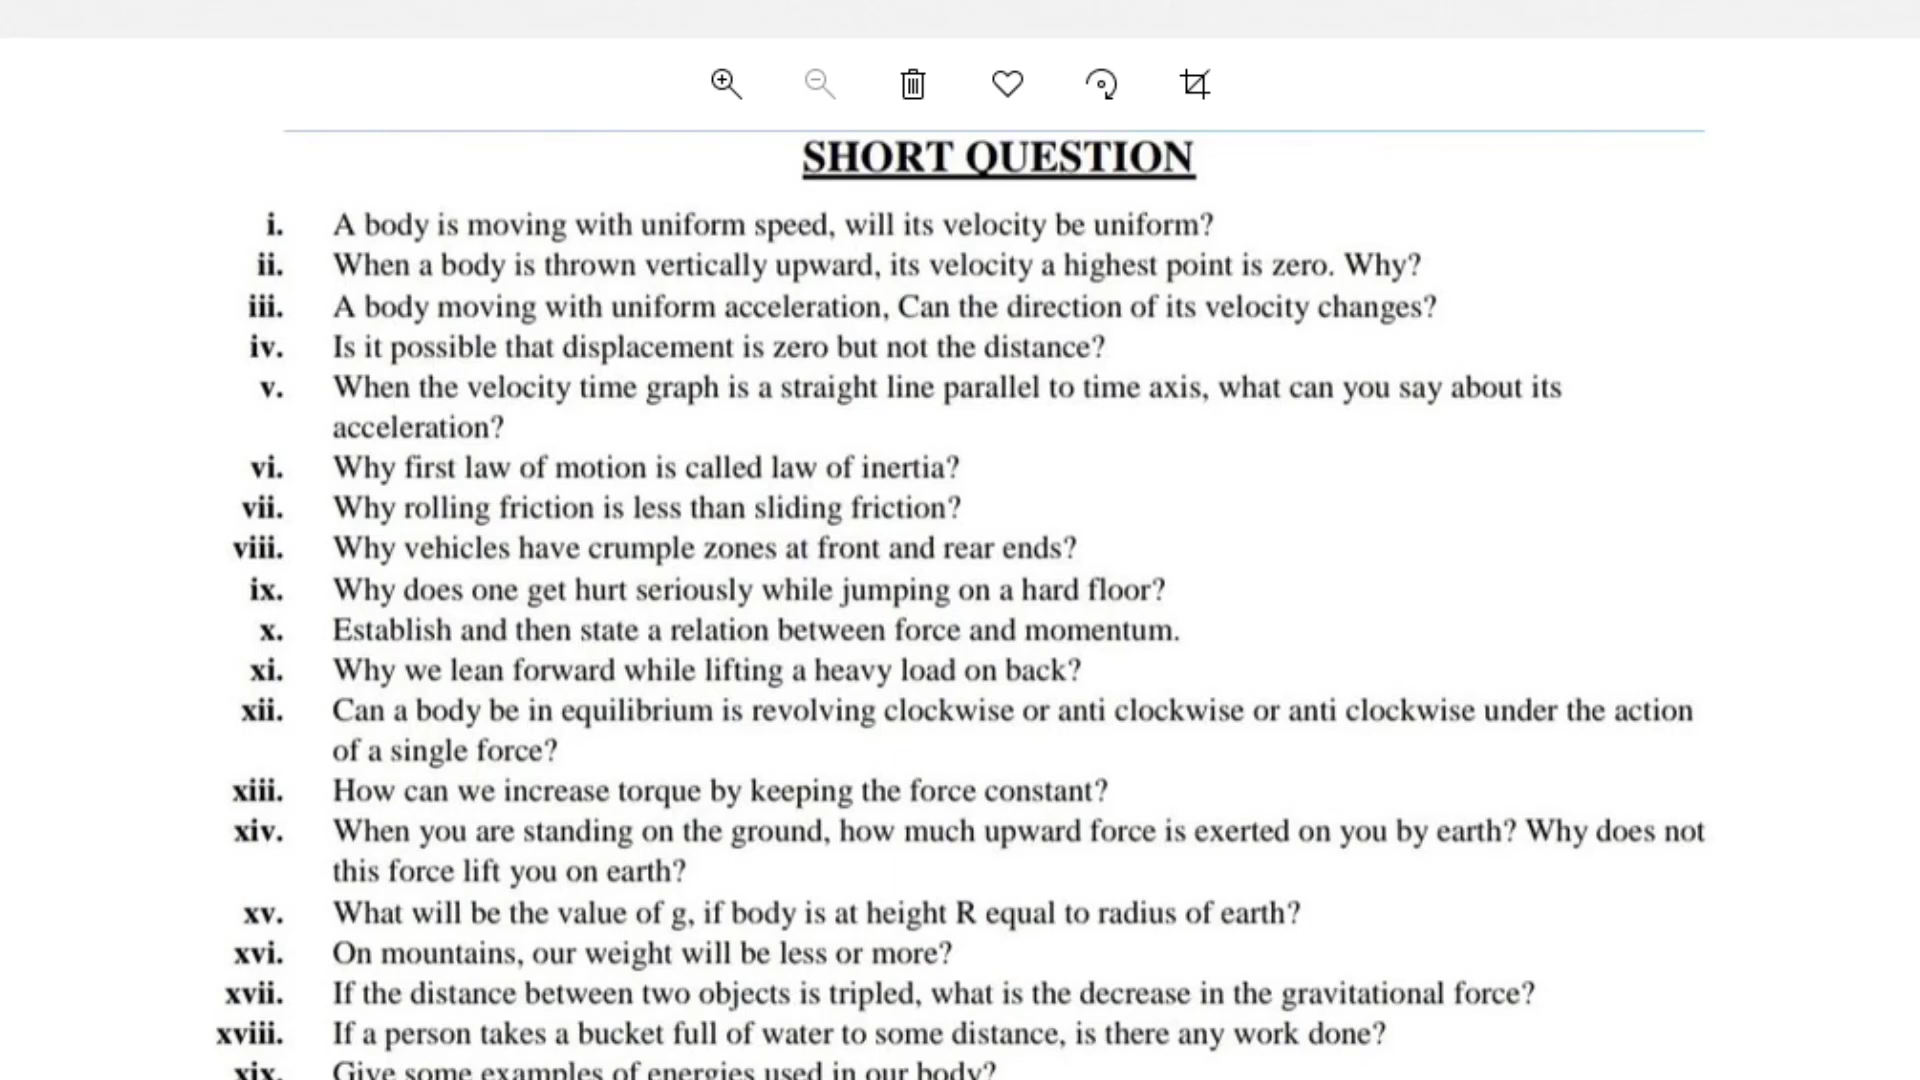 SHORT QUESTION
i. A body is moving with uniform speed, will its velocity be uniform?
ii. When a body is thrown vertically upward, its velocity a highest point is zero. Why?
iii. A body moving with uniform acceleration, Can the direction of its velocity changes?
iv. Is it possible that displacement is zero but not the distance?
v. When the velocity time graph is a straight line parallel to time axis, what can you say about its
acceleration?
vi. Why first law of motion is called law of inertia?
vii. Why rolling friction is less than sliding friction?
viii. Why vehicles have crumple zones at front and rear ends?
ix. Why does one get hurt seriously while jumping on a hard floor?
x. Establish and then state a relation between force and momentum.
xi. Why we lean forward while lifting a heavy load on back?
xii. Can a body be in equilibrium is revolving clockwise or anti clockwise or anti clockwise under the action
of a single force?
xiii. How can we increase torque by keeping the force constant?
xiv. When you are standing on the ground, how much upward force is exerted on you by earth? Why does not
this force lift you on earth?
xv. What will be the value of g, if body is at height R equal to radius of earth?
xvi. On mountains, our weight will be less or more?
xvii. If the distance between two objects is tripled, what is the decrease in the gravitational force?
xviii. If a person takes a bucket full of water to some distance, is there any work done?
xix. Give some examples of energies used in our body?